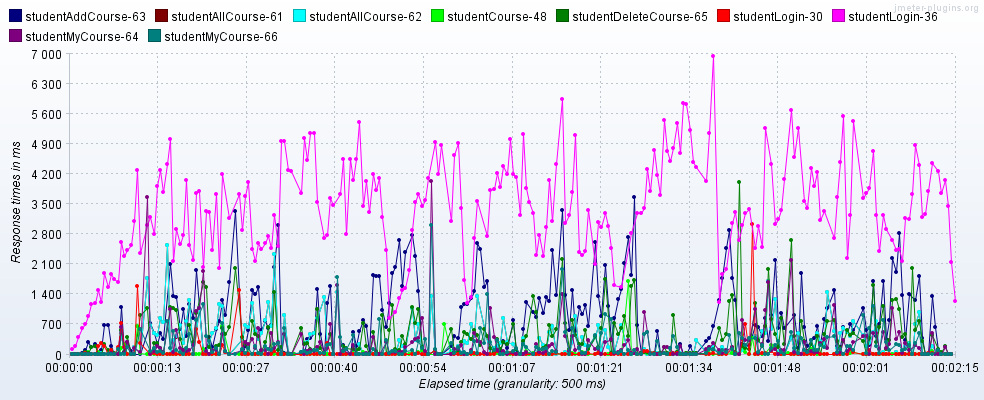 studentAddCourse-63 studentAllCourse-61 studentAllCourse-62 studentCourse-48 studentDeleteCourse-65 studentLogin-30 studentLogin-36
jmeter-plugins.org
studentMyCourse-64 studentMyCourse-66
7 000
6 300
5 600
4 900
4 200
3 500
2 800
2 100
1 400
700
0
Response times in ms
00:00:00 00:00:13 00:00:27 00:00:40 00:00:54 00:01:07 00:01:21 00:01:34 00:01:48 00:02:01 00:02:15
Elapsed time (granularity: 500 ms)